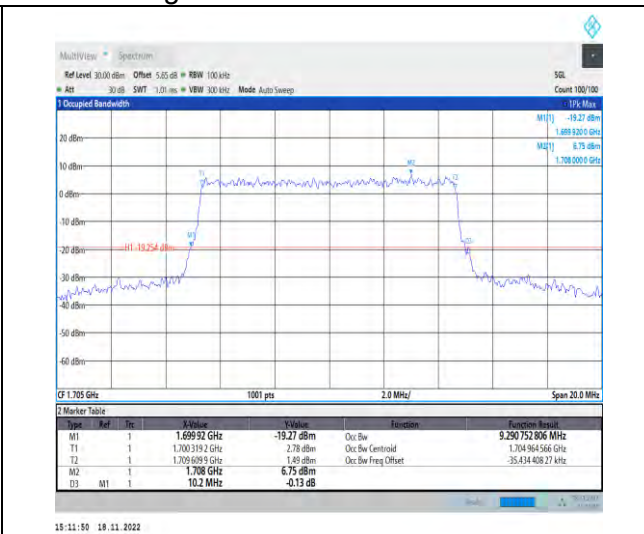 MultiView Spectrum
Ref Level 30.00 dBm Offset 5.65 dB RBW 100 kHz SGL
Att 30 dB SWT 1.01 ms VBW 300 kHz Mode Auto Sweep Count 100/100
1 Occupied Bandwidth 1Pk Max
M1[1] -19.27 dBm
1.699 920 0 GHz
20 dBm
M2[1] 6.75 dBm
1.708 000 0 GHz
10 dBm
M2
T1
T2
0 dBm
-10 dBm
M1
D3
-20 dBm
H1 -19.254 dBm
-30 dBm
-40 dBm
-50 dBm
-60 dBm
CF 1.705 GHz 1001 pts 2.0 MHz/ Span 20.0 MHz
2 Marker Table
Type Ref Trc X-Value Y-Value Function Function Result
M1 1 1.69992 GHz -19.27 dBm Occ Bw 9.290 752 806 MHz
T1 1 1.700 319 2 GHz 2.78 dBm Occ Bw Centroid 1.704 964 566 GHz
T2 1 1.709 609 9 GHz 1.49 dBm Occ Bw Freq Offset -35.434 408 27 kHz
M2 1 1.708 GHz 6.75 dBm
D3 M1 1 10.2 MHz -0.13 dB
15:11:50 18.11.2022